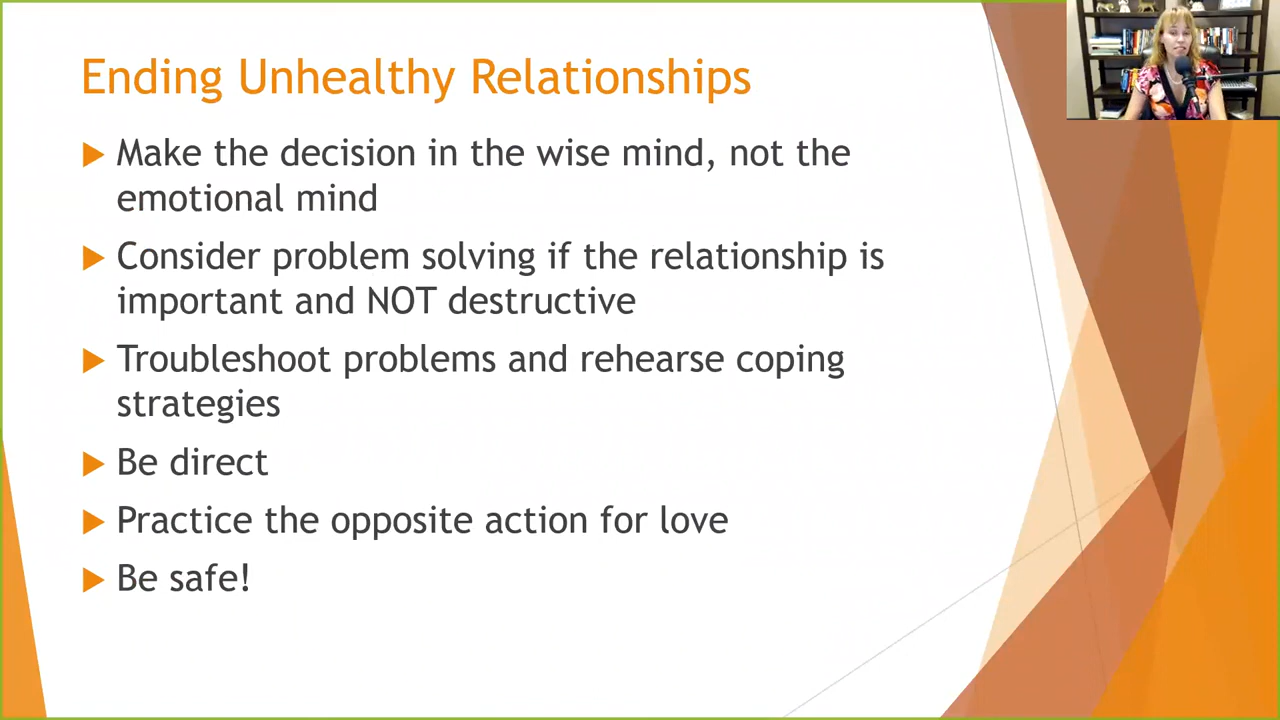 Ending Unhealthy Relationships
Make the decision in the wise mind, not the
emotional mind
Consider problem solving if the relationship is
important and NOT destructive
Troubleshoot problems and rehearse coping
strategies
Be direct
Practice the opposite action for love
Be safe!